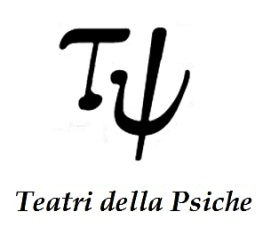 TΨ
Teatri della Psiche